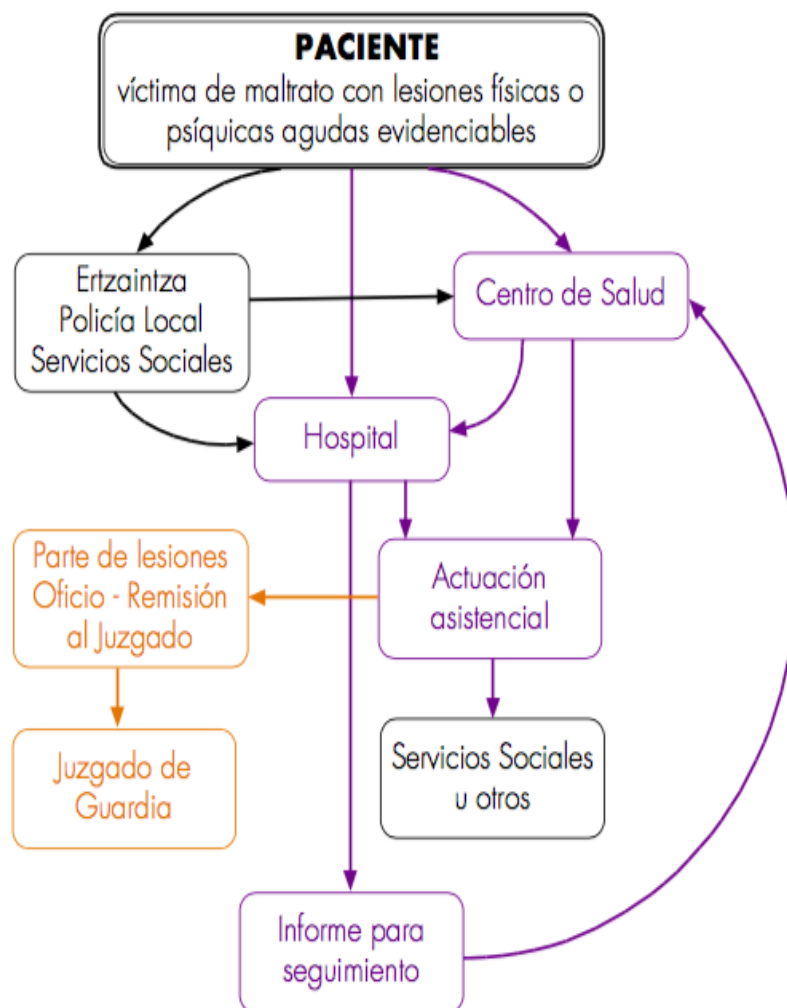 PACIENTE
víctima de maltrato con lesiones físicas o
psíquicas agudas evidenciables
Ertzaintza
Policía Local
Servicios Sociales
Centro de Salud
Hospital
Parte de lesiones
Oficio - Remisión
al Juzgado
Actuación
asistencial
Juzgado de
Guardia
Servicios Sociales
u otros
Informe para
seguimiento